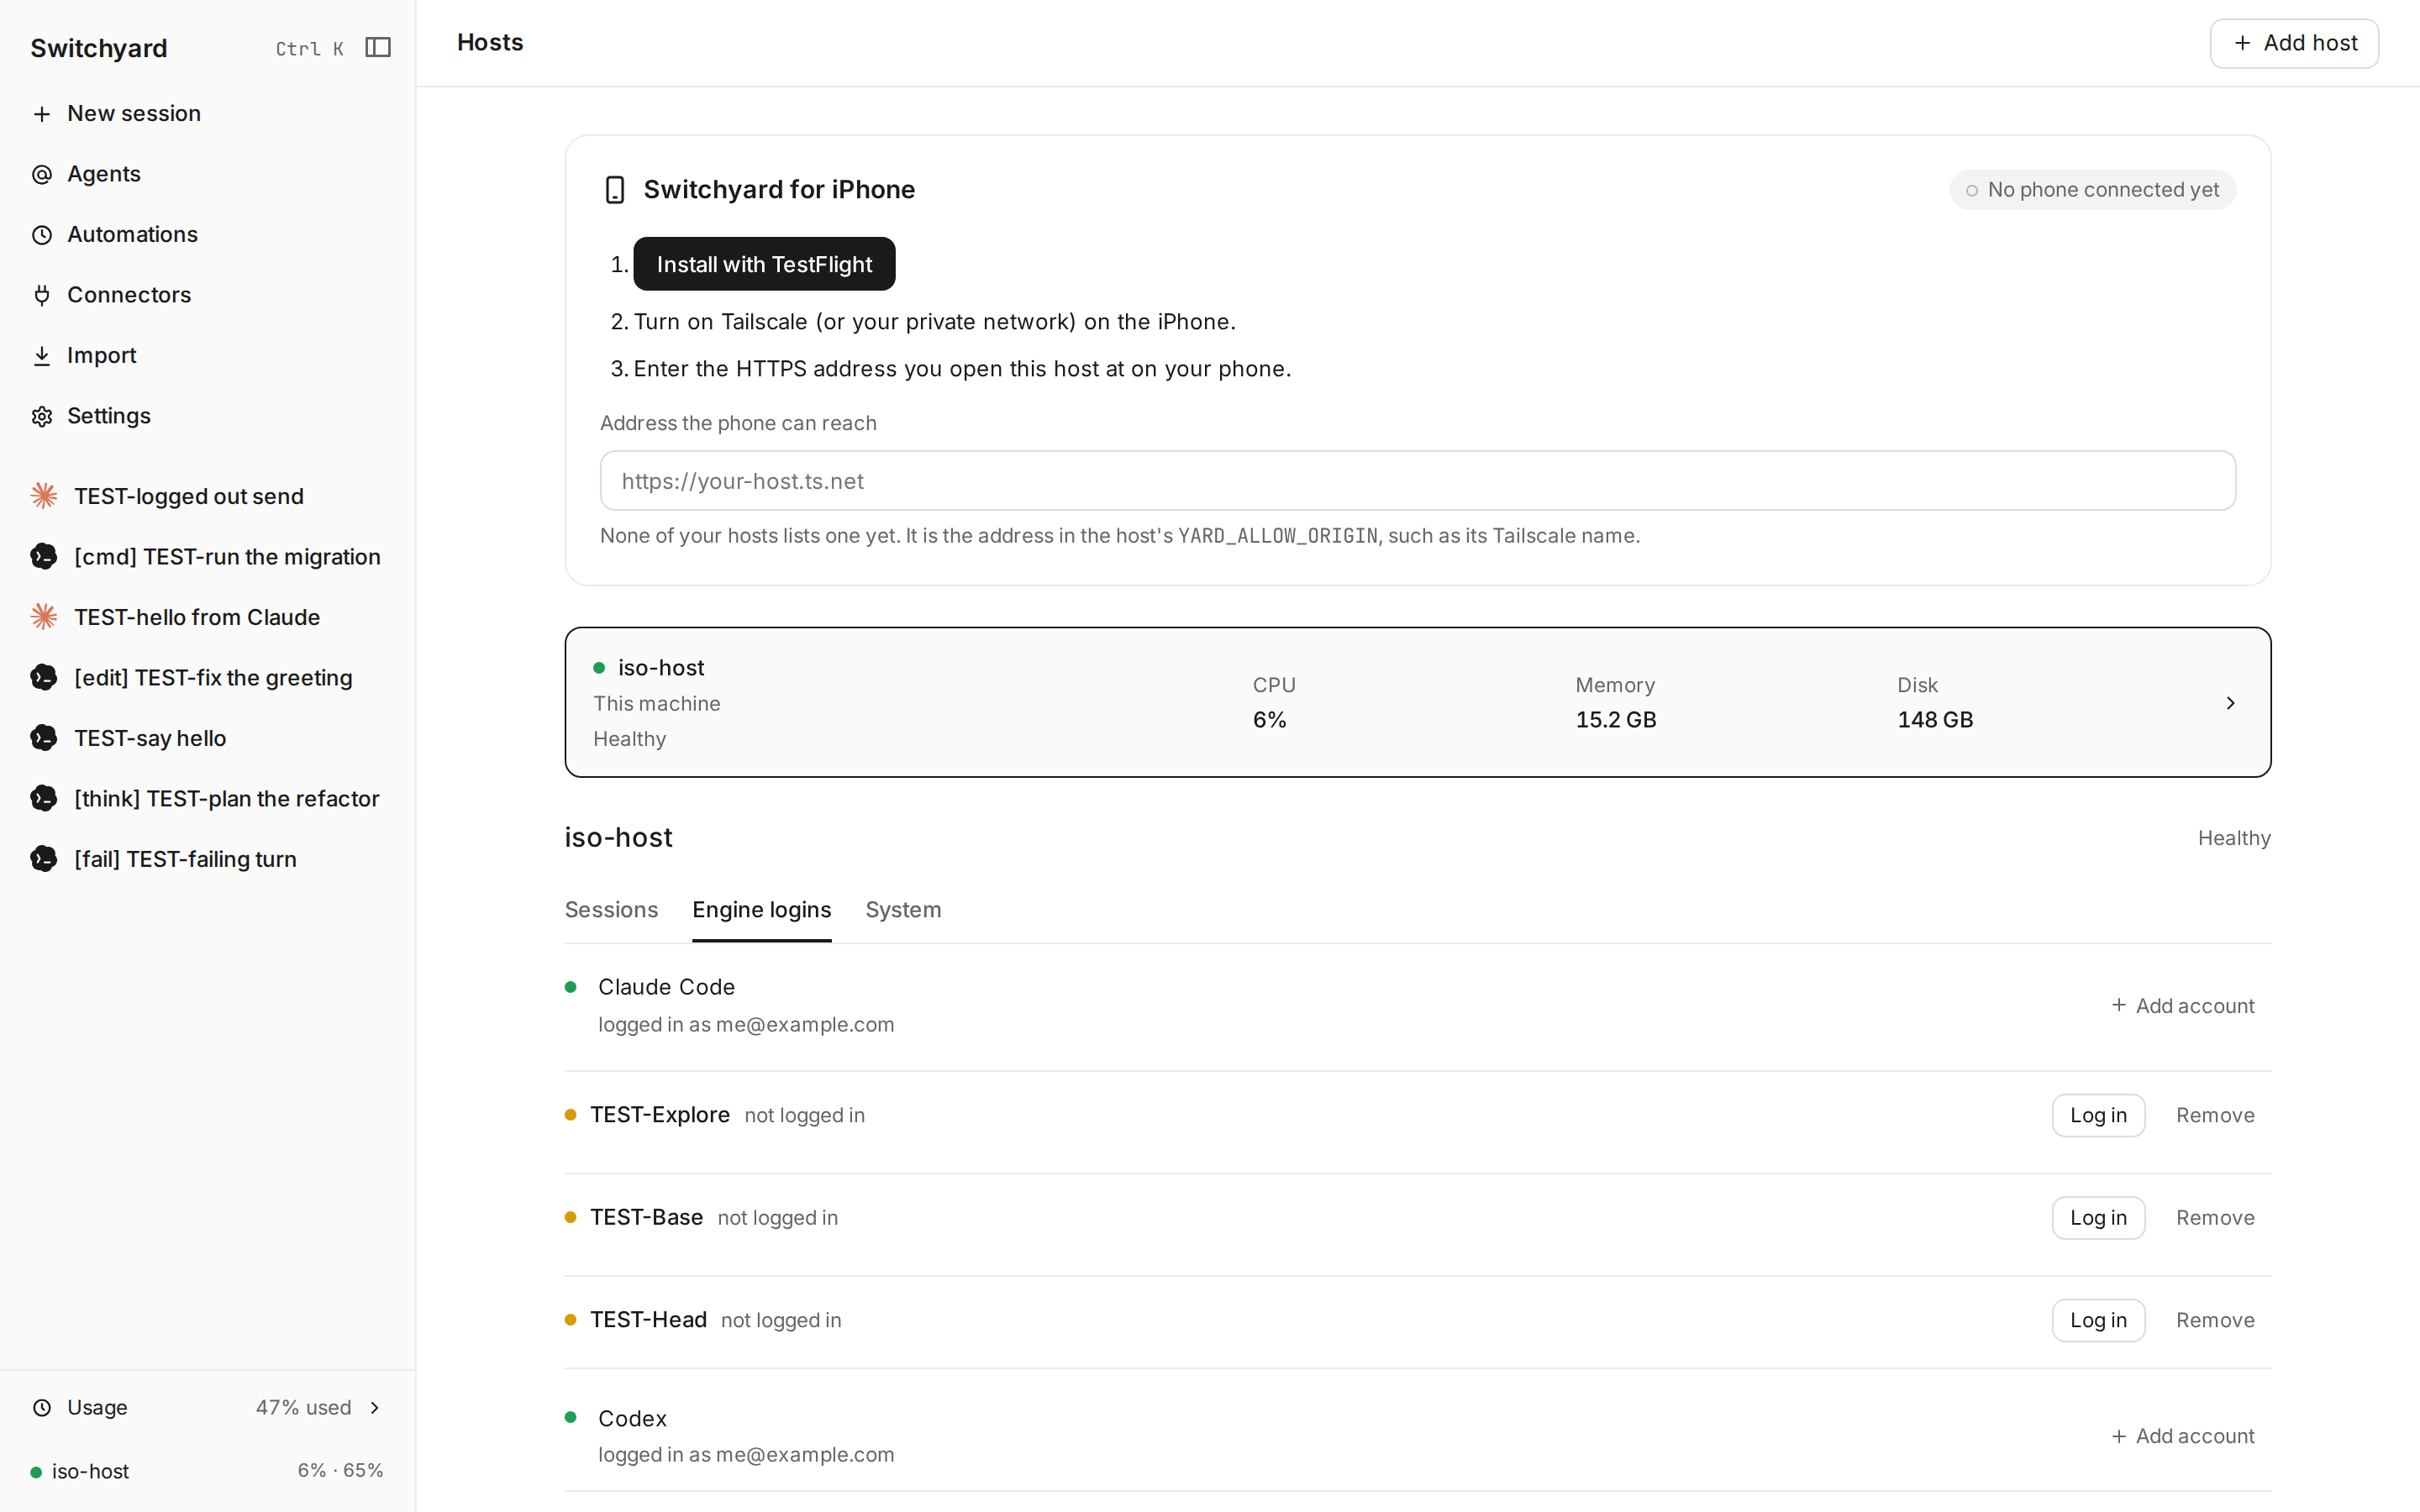 Switchyard
Ctrl K
New session
Agents
Automations
Connectors
Import
Settings
TEST-logged out send
[cmd] TEST-run the migration
TEST-hello from Claude
[edit] TEST-fix the greeting
TEST-say hello
[think] TEST-plan the refactor
[fail] TEST-failing turn
Usage
47% used
iso-host
6% · 65%
Hosts
Add host
Switchyard for iPhone
No phone connected yet
1. Install with TestFlight
2. Turn on Tailscale (or your private network) on the iPhone.
3. Enter the HTTPS address you open this host at on your phone.
Address the phone can reach
https://your-host.ts.net
None of your hosts lists one yet. It is the address in the host's YARD_ALLOW_ORIGIN, such as its Tailscale name.
iso-host
This machine
Healthy
CPU
6%
Memory
15.2 GB
Disk
148 GB
iso-host
Healthy
Sessions
Engine logins
System
Claude Code
logged in as me@example.com
Add account
TEST-Explore not logged in
Log in
Remove
TEST-Base not logged in
Log in
Remove
TEST-Head not logged in
Log in
Remove
Codex
logged in as me@example.com
Add account